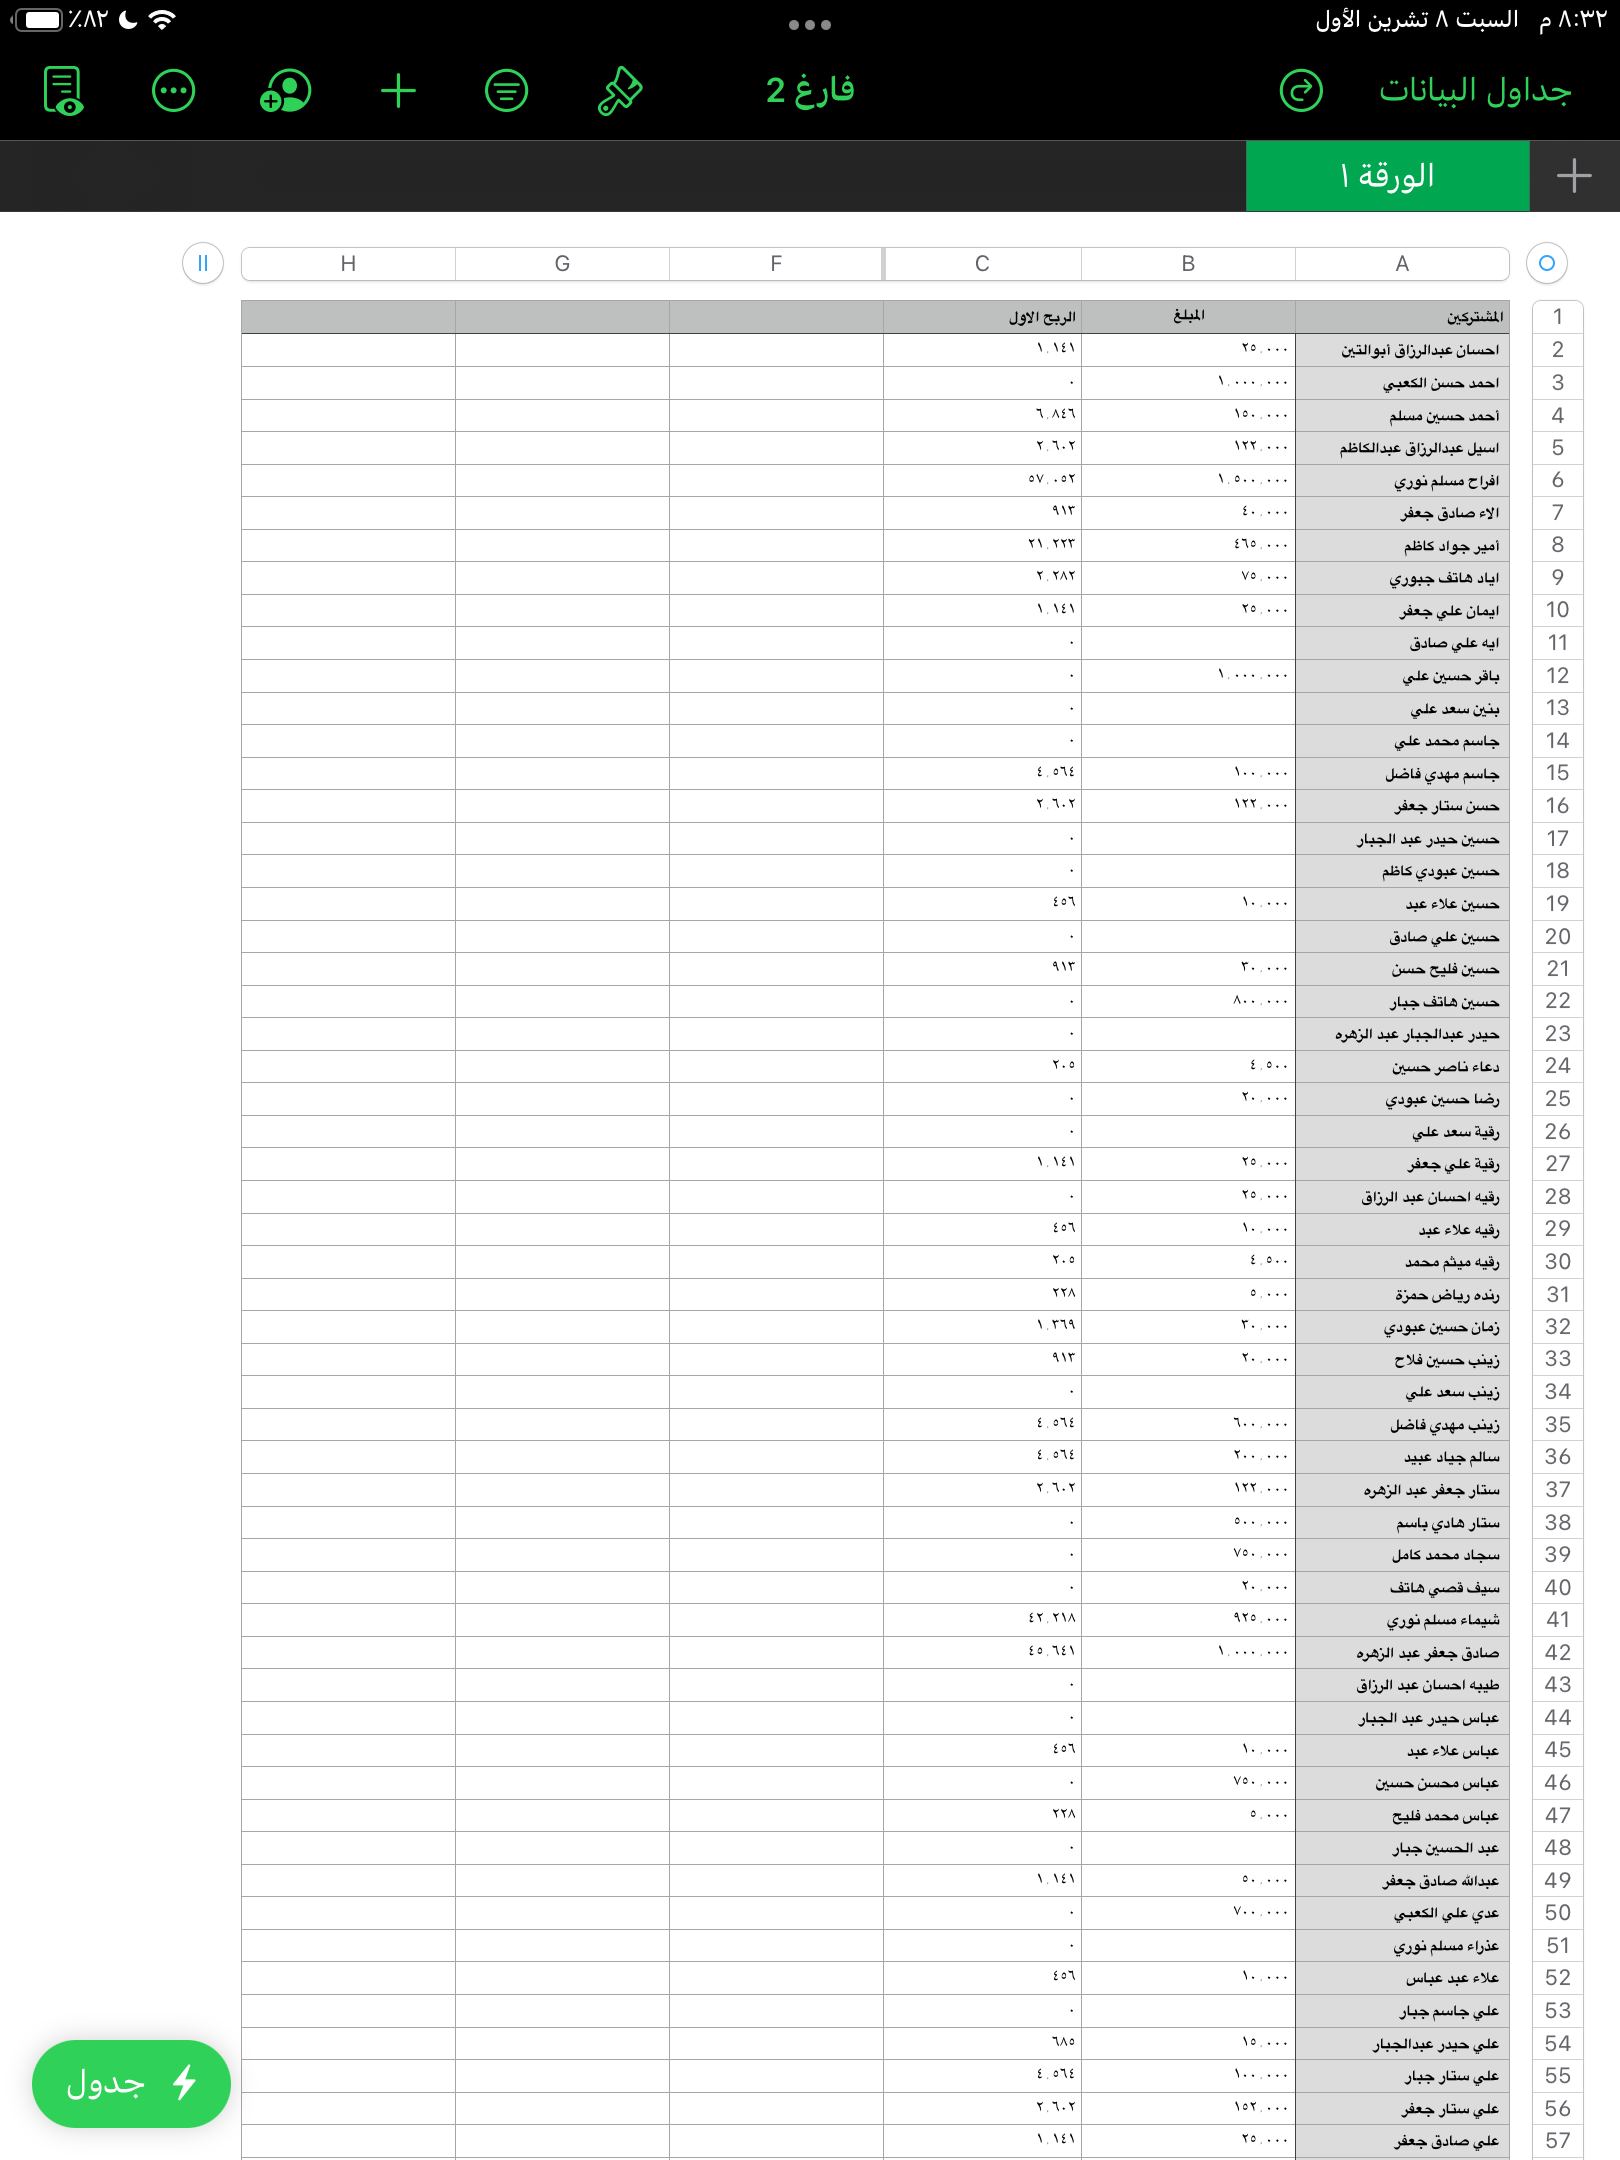 ٨:٣٢ م السبت ٨ تشرين الأول ٪٨٢
جداول البيانات فارغ 2
الورقة ١
A B C F G H
1 المشتركين المبلغ الربح الاول
2 احسان عبدالرزاق أبوالتين ٢٥.٠٠٠ ١.١٤١
3 احمد حسن الكعبي ١.٠٠٠.٠٠٠ ٠
4 أحمد حسين مسلم ١٥٠.٠٠٠ ٦.٨٤٦
5 اسيل عبدالرزاق عبدالكاظم ١٢٢.٠٠٠ ٢.٦٠٢
6 افراح مسلم نوري ١.٥٠٠.٠٠٠ ٥٧.٠٥٢
7 الاء صادق جعفر ٤٠.٠٠٠ ٩١٣
8 أمير جواد كاظم ٤٦٥.٠٠٠ ٢١.٢٢٣
9 اياد هاتف جبوري ٧٥.٠٠٠ ٢.٢٨٢
10 ايمان علي جعفر ٢٥.٠٠٠ ١.١٤١
11 ايه علي صادق ٠
12 باقر حسين علي ١.٠٠٠.٠٠٠ ٠
13 بنين سعد علي ٠
14 جاسم محمد علي ٠
15 جاسم مهدي فاضل ١٠٠.٠٠٠ ٤.٥٦٤
16 حسن ستار جعفر ١٢٢.٠٠٠ ٢.٦٠٢
17 حسين حيدر عبد الجبار ٠
18 حسين عبودي كاظم ٠
19 حسين علاء عبد ١٠.٠٠٠ ٤٥٦
20 حسين علي صادق ٠
21 حسين فليح حسن ٣٠.٠٠٠ ٩١٣
22 حسين هاتف جبار ٨٠٠.٠٠٠ ٠
23 حيدر عبدالجبار عبد الزهره ٠
24 دعاء ناصر حسين ٤.٥٠٠ ٢٠٥
25 رضا حسين عبودي ٢٠.٠٠٠ ٠
26 رقية سعد علي ٠
27 رقية علي جعفر ٢٥.٠٠٠ ١.١٤١
28 رقيه احسان عبد الرزاق ٢٥.٠٠٠ ٠
29 رقيه علاء عبد ١٠.٠٠٠ ٤٥٦
30 رقيه ميثم محمد ٤.٥٠٠ ٢٠٥
31 رنده رياض حمزة ٥.٠٠٠ ٢٢٨
32 زمان حسين عبودي ٣٠.٠٠٠ ١.٣٦٩
33 زينب حسين فلاح ٢٠.٠٠٠ ٩١٣
34 زينب سعد علي ٠
35 زينب مهدي فاضل ٦٠٠.٠٠٠ ٤.٥٦٤
36 سالم جياد عبيد ٢٠٠.٠٠٠ ٤.٥٦٤
37 ستار جعفر عبد الزهره ١٢٢.٠٠٠ ٢.٦٠٢
38 ستار هادي باسم ٥٠٠.٠٠٠ ٠
39 سجاد محمد كامل ٧٥٠.٠٠٠ ٠
40 سيف قصي هاتف ٢٠.٠٠٠ ٠
41 شيماء مسلم نوري ٩٢٥.٠٠٠ ٤٢.٢١٨
42 صادق جعفر عبد الزهره ١.٠٠٠.٠٠٠ ٤٥.٦٤١
43 طيبه احسان عبد الرزاق ٠
44 عباس حيدر عبد الجبار ٠
45 عباس علاء عبد ١٠.٠٠٠ ٤٥٦
46 عباس محسن حسين ٧٥٠.٠٠٠ ٠
47 عباس محمد فليح ٥.٠٠٠ ٢٢٨
48 عبد الحسين جبار ٠
49 عبدالله صادق جعفر ٥٠.٠٠٠ ١.١٤١
50 عدي علي الكعبي ٧٠٠.٠٠٠ ٠
51 عذراء مسلم نوري ٠
52 علاء عبد عباس ١٠.٠٠٠ ٤٥٦
53 علي جاسم جبار ٠
54 علي حيدر عبدالجبار ١٥.٠٠٠ ٦٨٥
55 علي ستار جبار ١٠٠.٠٠٠ ٤.٥٦٤
56 علي ستار جعفر ١٥٢.٠٠٠ ٢.٦٠٢
57 علي صادق جعفر ٢٥.٠٠٠ ١.١٤١
جدول